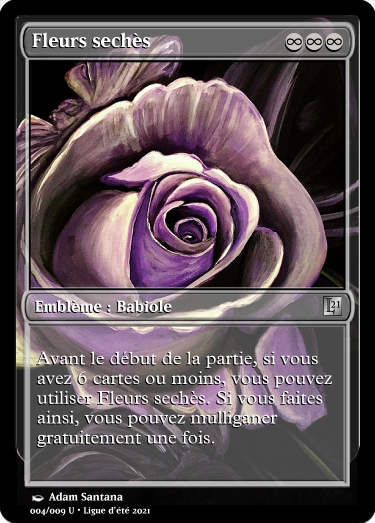 Fleurs sechès ∞∞∞
Emblème : Babiole
L 21
Avant le début de la partie, si vous
avez 6 cartes ou moins, vous pouvez
utiliser Fleurs sechès. Si vous faites
ainsi, vous pouvez mulliganer
gratuitement une fois.
Adam Santana
004/009 U • Ligue d'été 2021